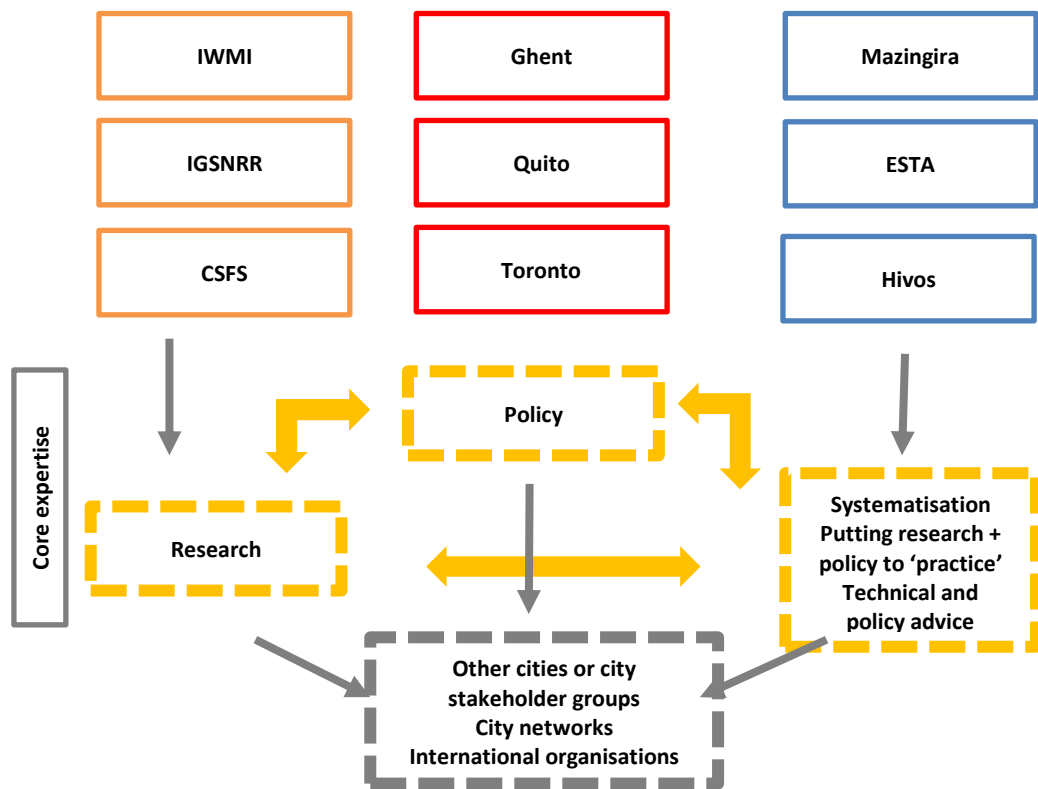 IWMI
Ghent
Mazingira
IGSNRR
Quito
ESTA
CSFS
Toronto
Hivos
Core expertise
Policy
Research
Systematisation
Putting research +
policy to ‘practice’
Technical and
policy advice
Other cities or city
stakeholder groups
City networks
International organisations